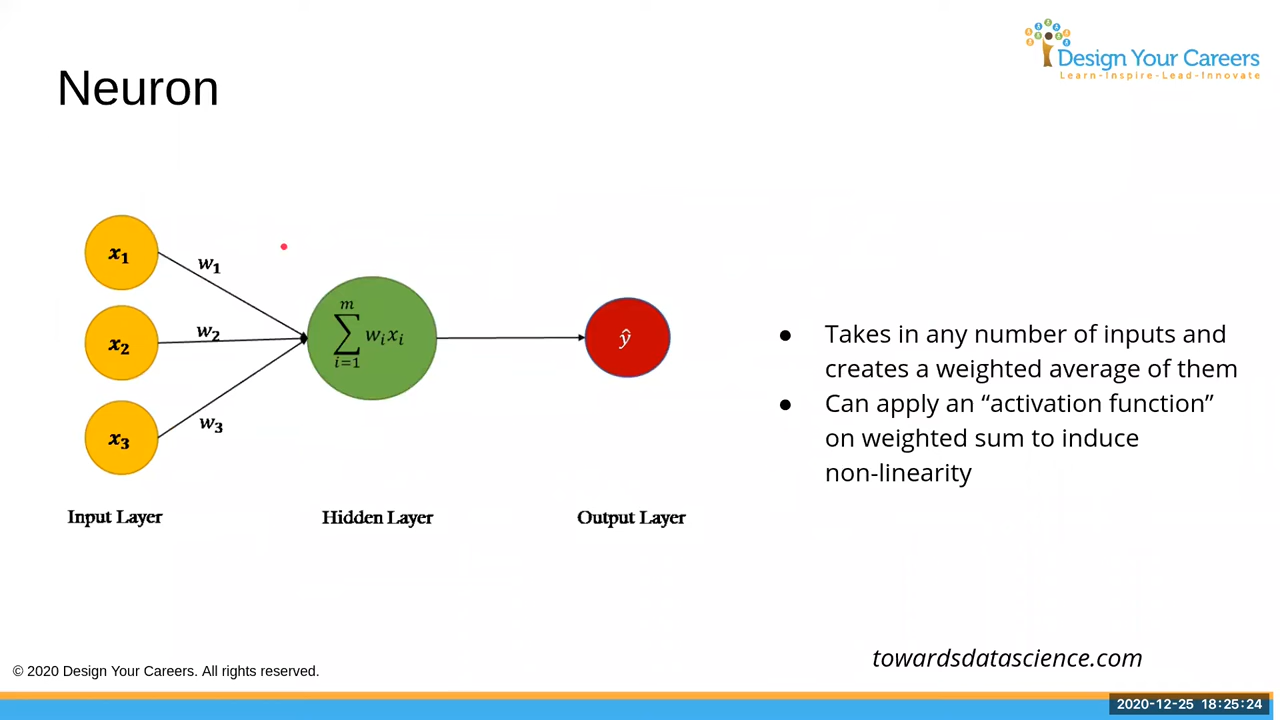 Design Your Careers
Learn-Inspire-Lead-Innovate
Neuron
x₁
w₁
x₂
w₂
x₃
w₃
m
∑ wᵢxᵢ
i=1
ŷ
Input Layer
Hidden Layer
Output Layer
● Takes in any number of inputs and
creates a weighted average of them
● Can apply an “activation function”
on weighted sum to induce
non-linearity
towardsdatascience.com
© 2020 Design Your Careers. All rights reserved.
2020-12-25 18:25:24